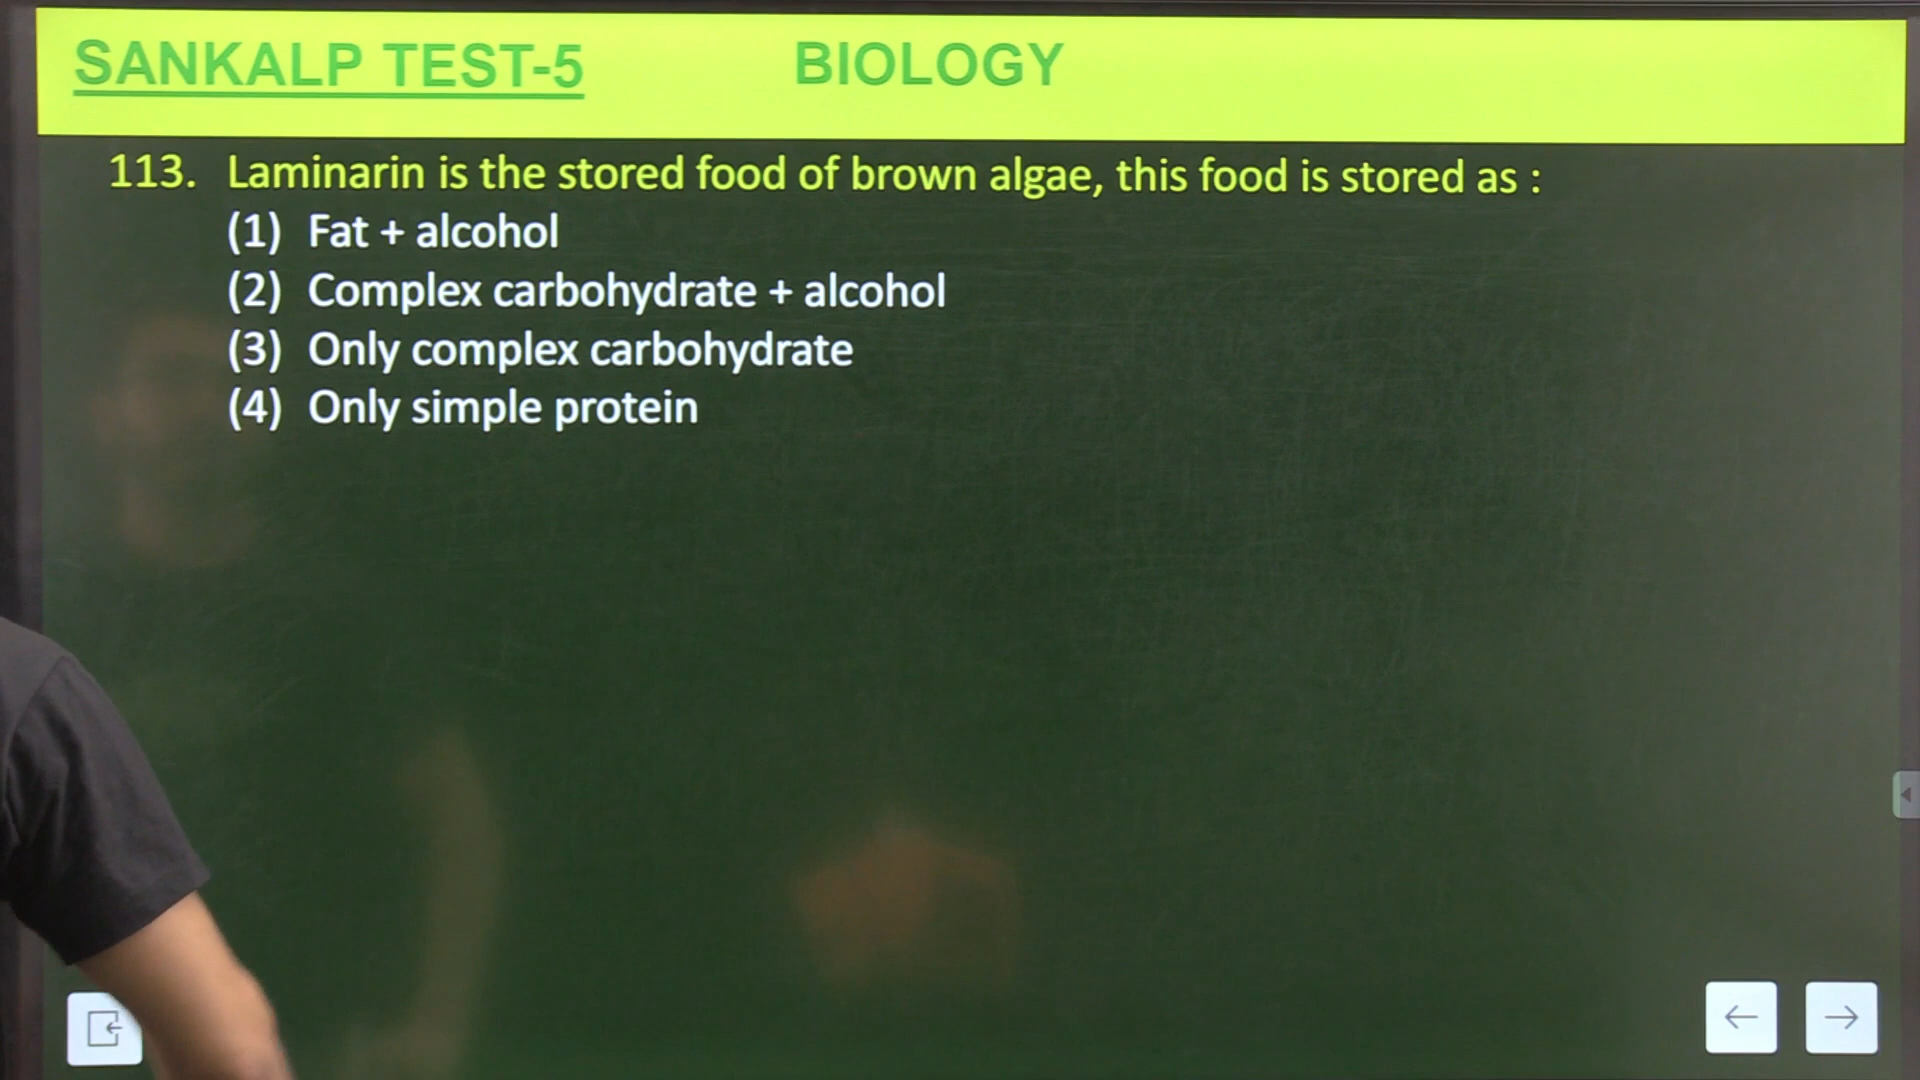 SANKALP TEST-5 BIOLOGY
113. Laminarin is the stored food of brown algae, this food is stored as :
(1) Fat + alcohol
(2) Complex carbohydrate + alcohol
(3) Only complex carbohydrate
(4) Only simple protein